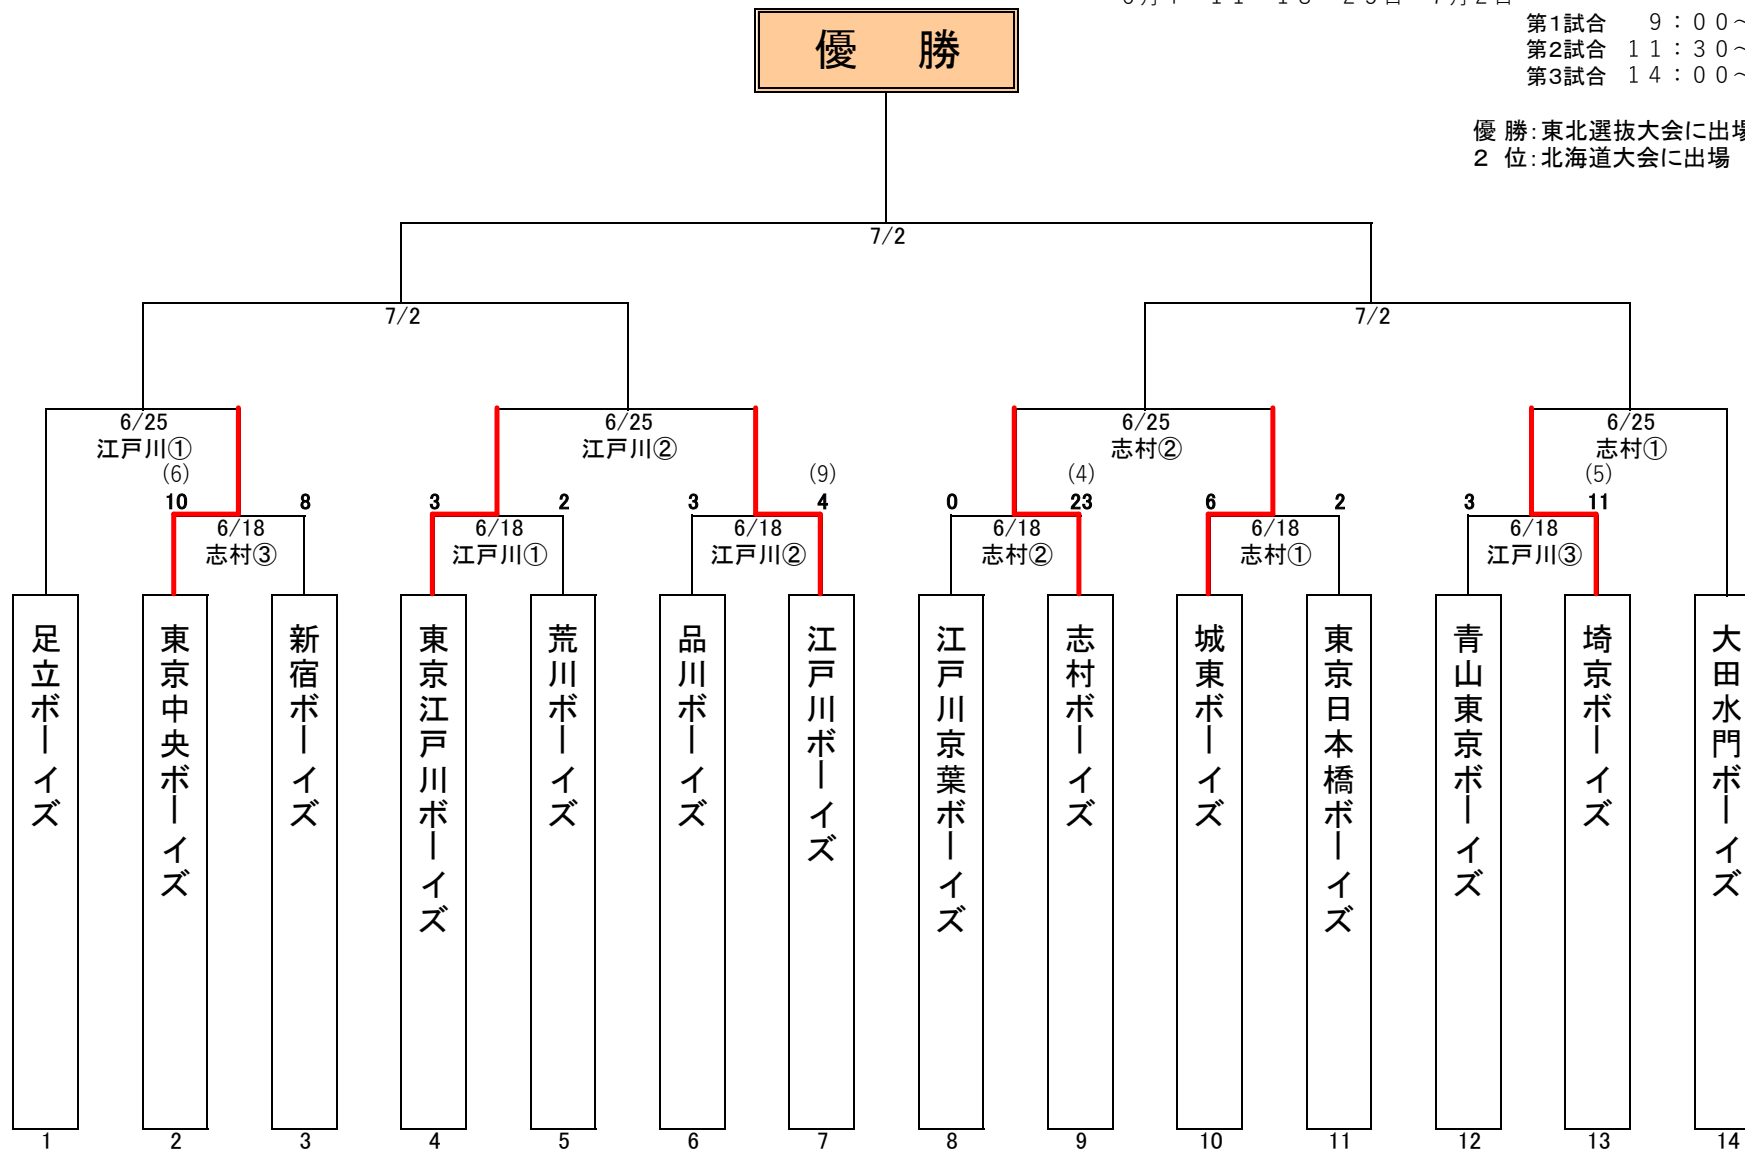 優　勝
第1試合　9：00～
第2試合　11：30～
第3試合　14：00～
優 勝：東北選抜大会に出場
2 位：北海道大会に出場
7/2
7/2
7/2
6/25
江戸川①
6/25
江戸川②
6/25
志村②
6/25
志村①
(6)
(9)
(4)
(5)
10
8
3
2
3
4
0
23
6
2
3
11
6/18
志村③
6/18
江戸川①
6/18
江戸川②
6/18
志村②
6/18
志村①
6/18
江戸川③
足立ボーイズ
東京中央ボーイズ
新宿ボーイズ
東京江戸川ボーイズ
荒川ボーイズ
品川ボーイズ
江戸川ボーイズ
江戸川京葉ボーイズ
志村ボーイズ
城東ボーイズ
東京日本橋ボーイズ
青山東京ボーイズ
埼京ボーイズ
大田水門ボーイズ
1
2
3
4
5
6
7
8
9
10
11
12
13
14